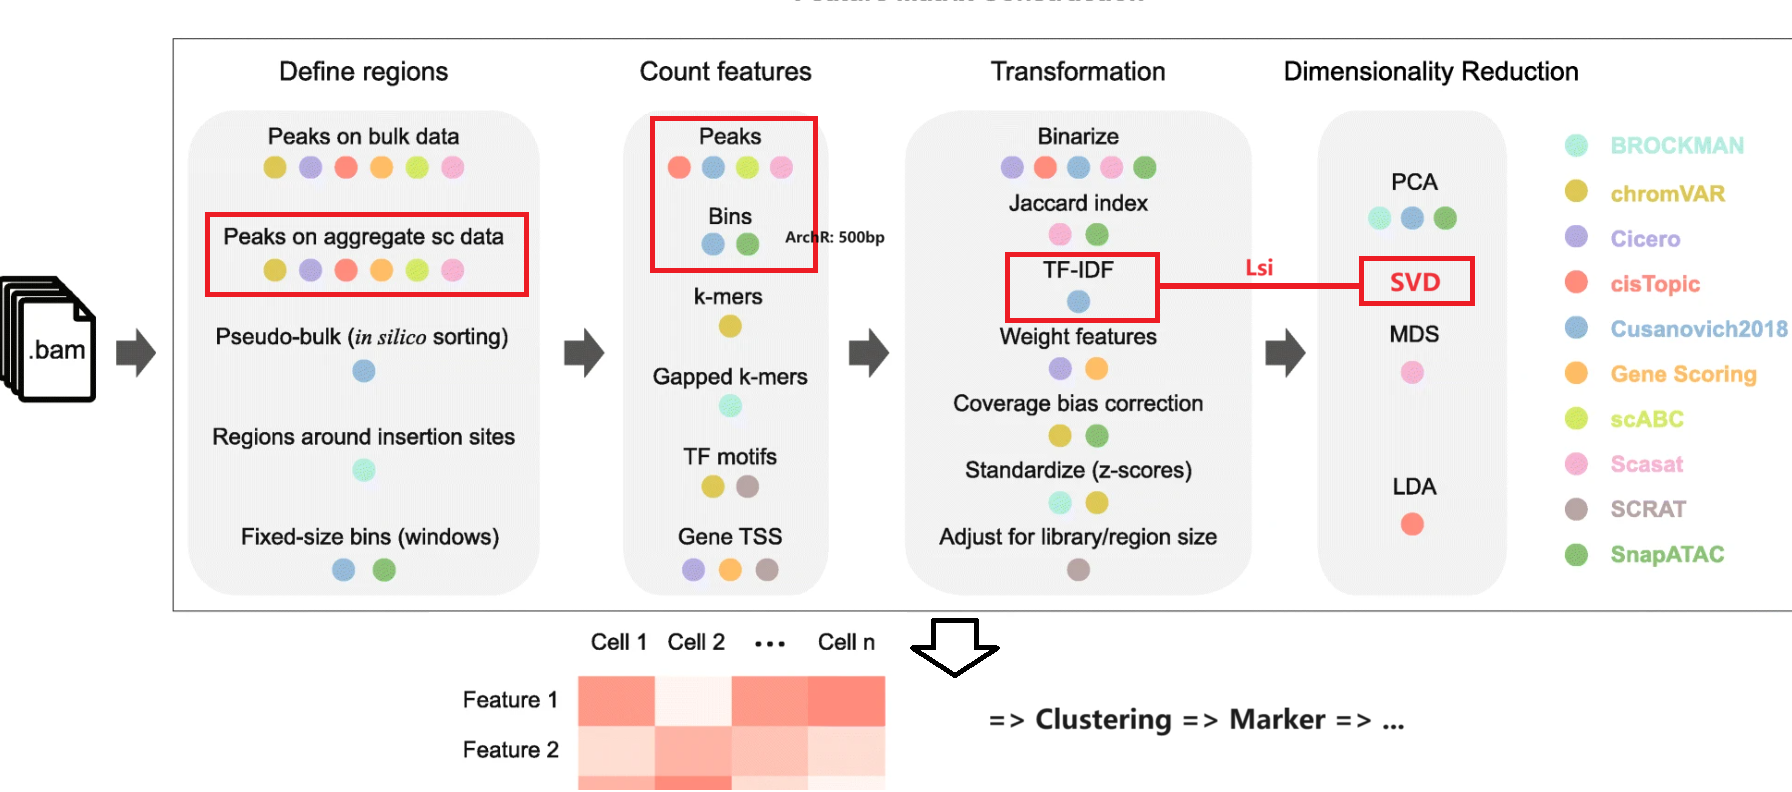 Feature Matrix Construction
Define regions
Count features
Transformation
Dimensionality Reduction
.bam
Peaks on bulk data
Peaks on aggregate sc data
Pseudo-bulk (in silico sorting)
Regions around insertion sites
Fixed-size bins (windows)
Peaks
Bins
ArchR: 500bp
k-mers
Gapped k-mers
TF motifs
Gene TSS
Binarize
Jaccard index
TF-IDF
Lsi
Weight features
Coverage bias correction
Standardize (z-scores)
Adjust for library/region size
PCA
SVD
MDS
LDA
BROCKMAN
chromVAR
Cicero
cisTopic
Cusanovich2018
Gene Scoring
scABC
Scasat
SCRAT
SnapATAC
Cell 1 Cell 2 ••• Cell n
Feature 1
Feature 2
=> Clustering => Marker => ...